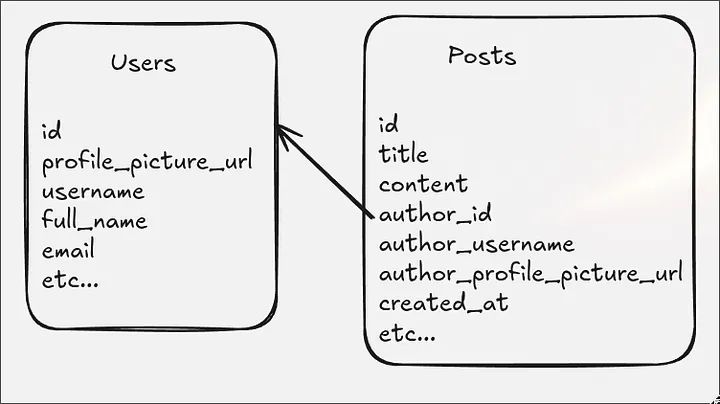 Users
id
profile_picture_url
username
full_name
email
etc...
Posts
id
title
content
author_id
author_username
author_profile_picture_url
created_at
etc...